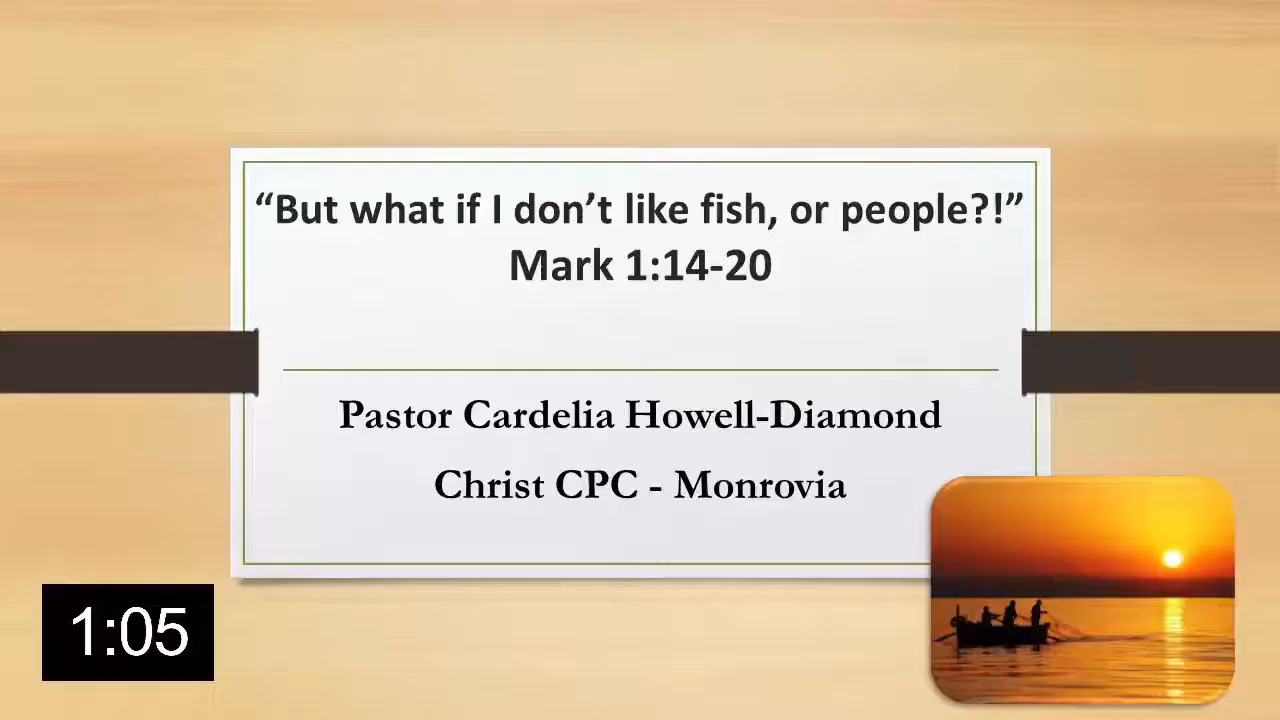 “But what if I don’t like fish, or people?!”
Mark 1:14-20
Pastor Cardelia Howell-Diamond
Christ CPC - Monrovia
1:05